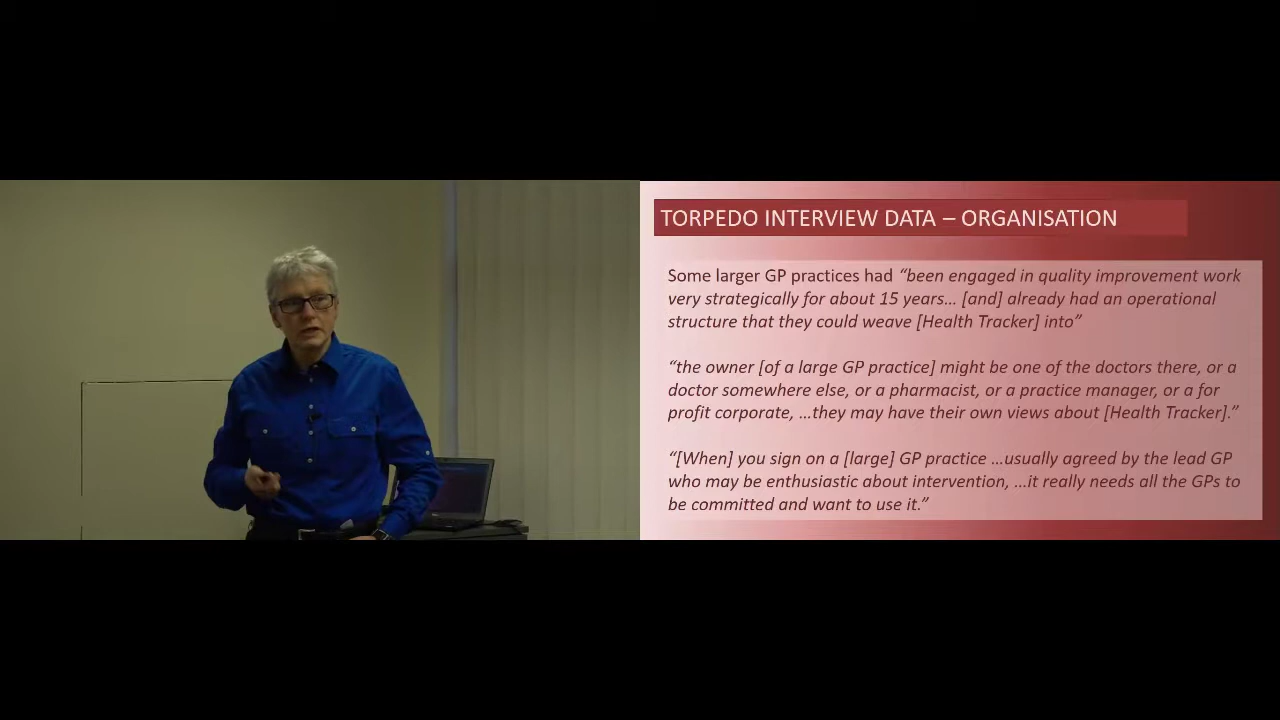 TORPEDO INTERVIEW DATA – ORGANISATION
Some larger GP practices had “been engaged in quality improvement work
very strategically for about 15 years… [and] already had an operational
structure that they could weave [Health Tracker] into”
“the owner [of a large GP practice] might be one of the doctors there, or a
doctor somewhere else, or a pharmacist, or a practice manager, or a for
profit corporate, …they may have their own views about [Health Tracker].”
“[When] you sign on a [large] GP practice …usually agreed by the lead GP
who may be enthusiastic about intervention, …it really needs all the GPs to
be committed and want to use it.”